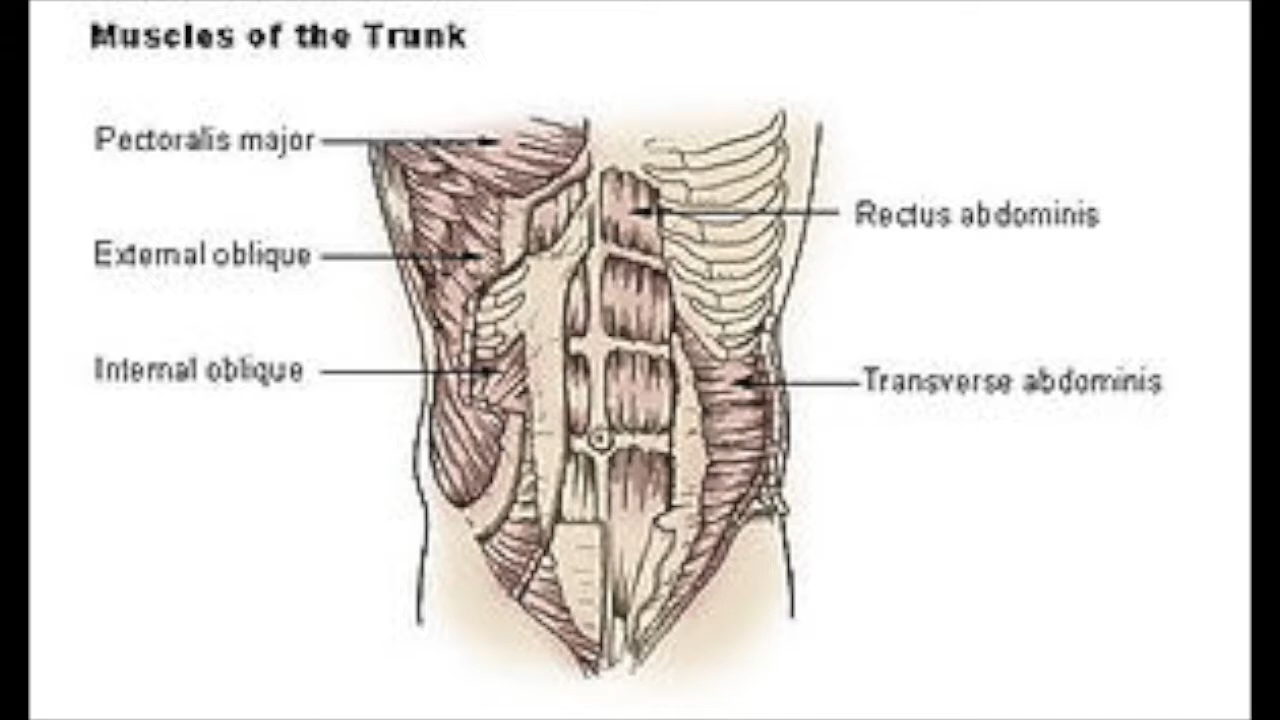 Muscles of the Trunk
Pectoralis major
External oblique
Internal oblique
Rectus abdominis
Transverse abdominis